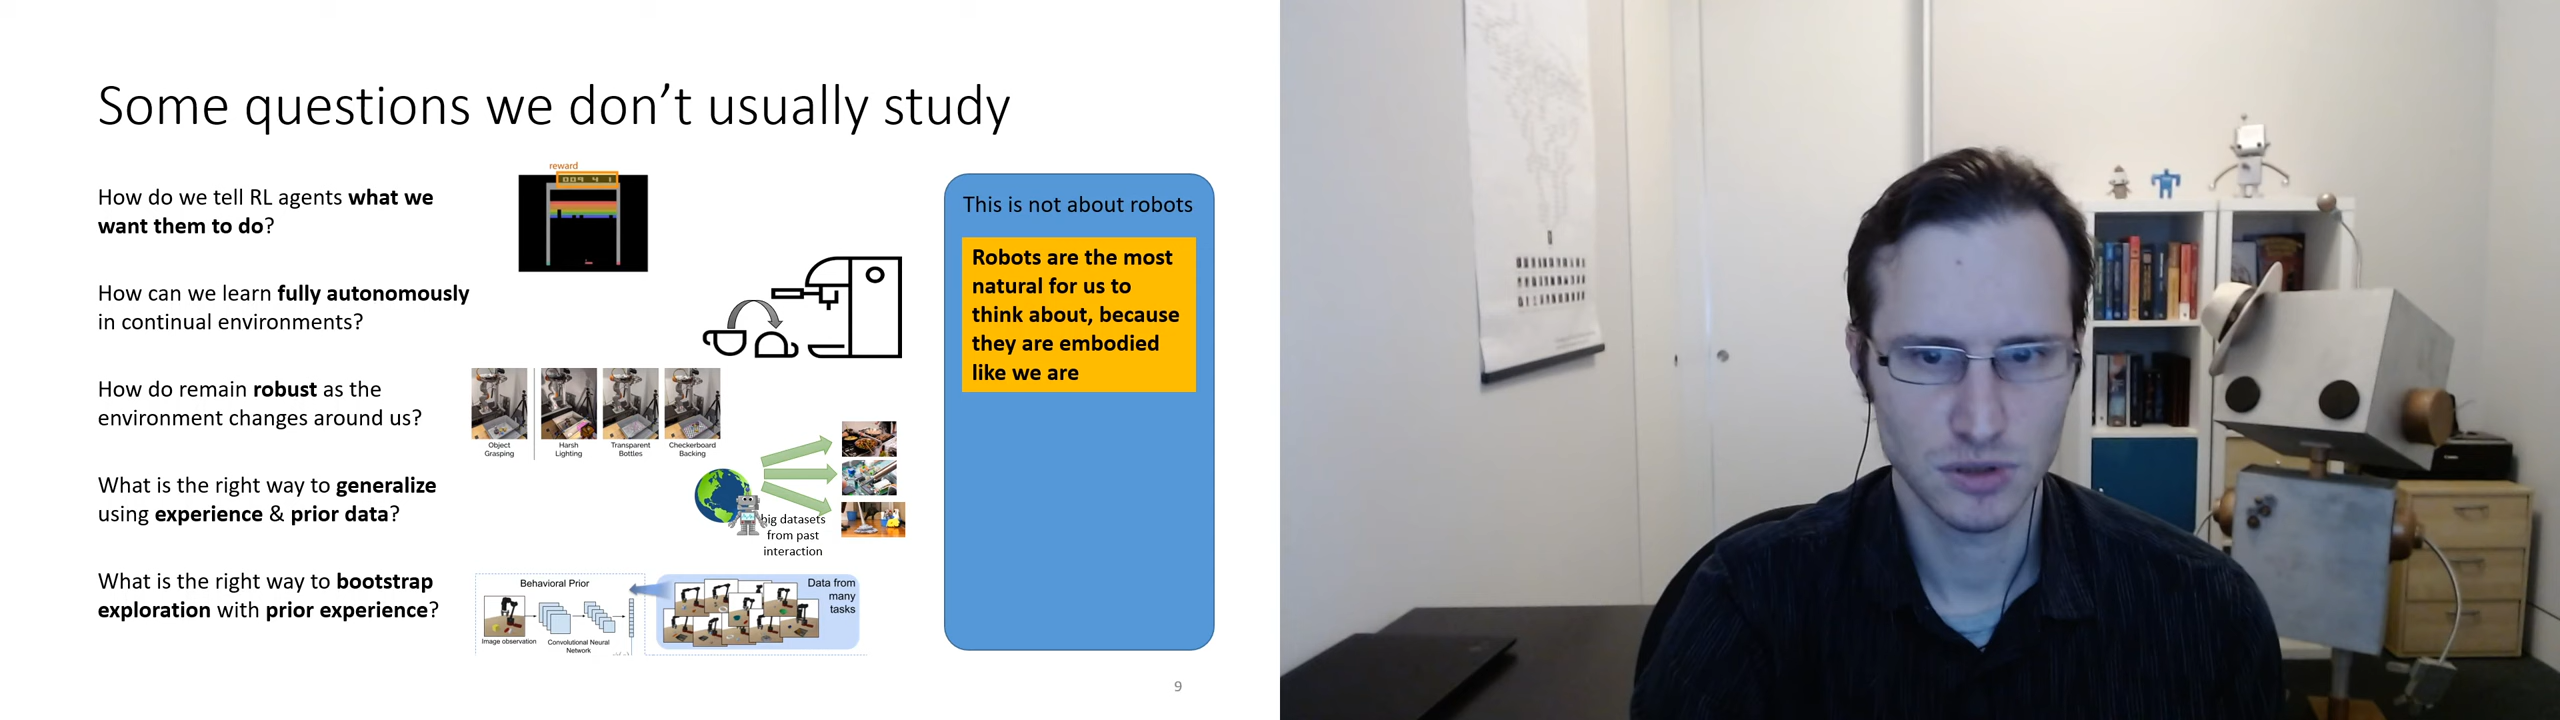 Some questions we don't usually study
How do we tell RL agents what we
want them to do?
reward
How can we learn fully autonomously
in continual environments?
How do remain robust as the
environment changes around us?
Object
Grasping
Harsh
Lighting
Transparent
Bottles
Checkerboard
Backing
What is the right way to generalize
using experience & prior data?
big datasets
from past
interaction
What is the right way to bootstrap
exploration with prior experience?
Behavioral Prior
Image observation
Convolutional Neural
Network
Data from
many
tasks
This is not about robots
Robots are the most
natural for us to
think about, because
they are embodied
like we are
9